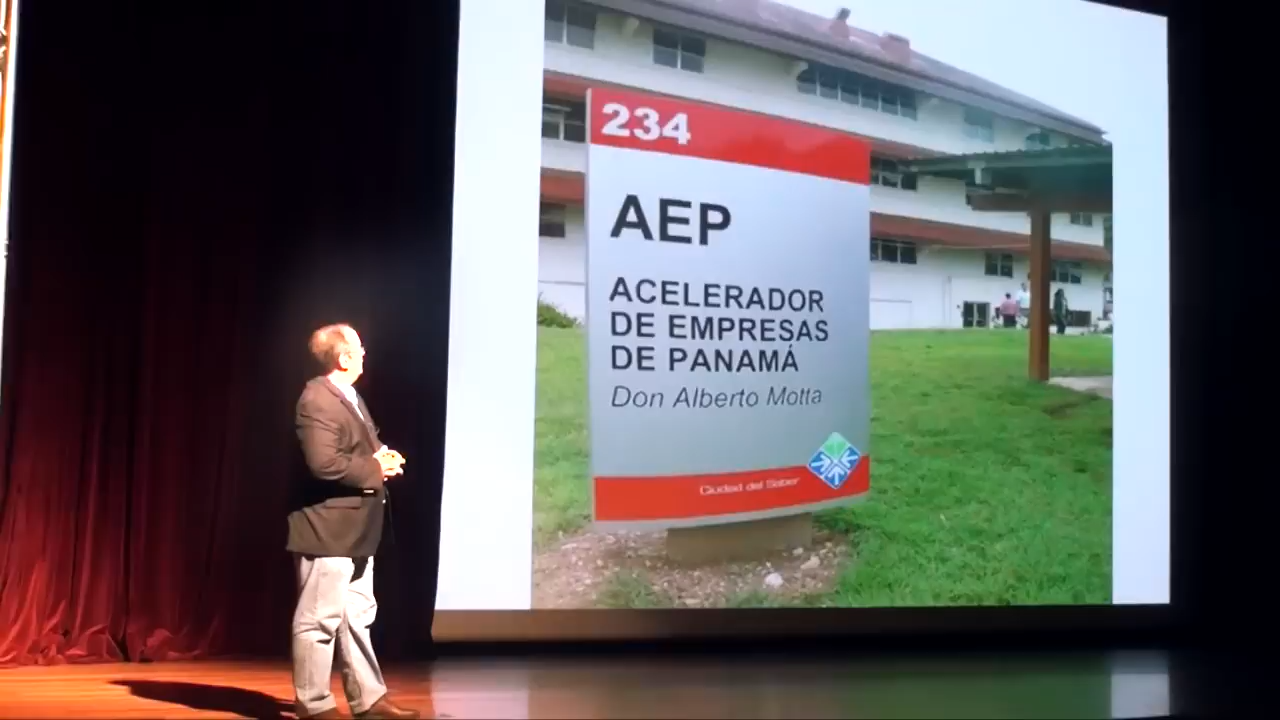 234
AEP
ACELERADOR
DE EMPRESAS
DE PANAMÁ
Don Alberto Motta
Ciudad del Saber